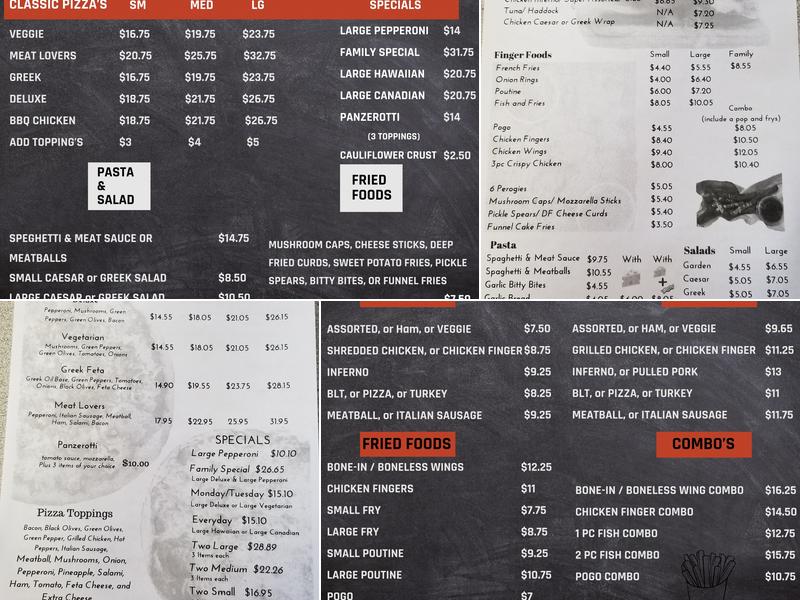 CLASSIC PIZZA'S SM MED LG
VEGGIE $16.75 $19.75 $23.75
MEAT LOVERS $20.75 $25.75 $32.75
GREEK $16.75 $19.75 $23.75
DELUXE $18.75 $21.75 $26.75
BBQ CHICKEN $18.75 $21.75 $26.75
ADD TOPPING'S $3 $4 $5
PASTA
&
SALAD
SPEGHETTI & MEAT SAUCE OR $14.75
MEATBALLS
SMALL CAESAR or GREEK SALAD $8.50
LARGE CAESAR or GREEK SALAD $10.50
SPECIALS
LARGE PEPPERONI $14
FAMILY SPECIAL $31.75
LARGE HAWAIIAN $20.75
LARGE CANADIAN $20.75
PANZEROTTI $14
(3 TOPPINGS)
CAULIFLOWER CRUST $2.50
FRIED
FOODS
MUSHROOM CAPS, CHEESE STICKS, DEEP
FRIED CURDS, SWEET POTATO FRIES, PICKLE
SPEARS, BITTY BITES, OR FUNNEL FRIES
$7.50
Tuna/ Haddock N/A $7.20
Chicken Caesar or Greek Wrap N/A $7.25
Finger Foods Small Large Family
French Fries $4.40 $5.55 $8.55
Onion Rings $4.00 $6.40
Poutine $6.00 $7.20
Fish and Fries $8.05 $10.05
Combo
(include a pop and frys)
Pogo $4.55 $8.05
Chicken Fingers $8.40 $10.50
Chicken Wings $9.40 $12.05
3pc Crispy Chicken $8.00 $10.40
6 Perogies $5.05
Mushroom Caps/ Mozzarella Sticks $5.40
Pickle Spears/ DF Cheese Curds $5.40
Funnel Cake Fries $3.50
Pasta
Spaghetti & Meat Sauce $9.75 With With
Spaghetti & Meatballs $10.55
Garlic Bitty Bites $4.55 +
Garlic Bread
Salads Small Large
Garden $4.55 $6.55
Caesar $5.05 $7.05
Greek $5.05 $7.05
Pepperoni, Mushrooms, Green
Peppers, Green Olives, Bacon $14.55 $18.05 $21.05 $26.15
Vegetarian
Mushrooms, Green Peppers, $14.55 $18.05 $21.05 $26.15
Green Olives, Tomatoes, Onions
Greek Feta
Greek Oil Base, Green Peppers, Tomatoes, 14.90 $19.55 $23.75 $28.15
Onions, Black Olives, Feta Cheese
Meat Lovers
Pepperoni, Italian Sausage, Meatball, 17.95 $22.95 25.95 31.95
Ham, Salami, Bacon
Panzerotti
tomato sauce, mozzarella, $10.00
Plus 3 items of your choice
Pizza Toppings
Bacon, Black Olives, Green Olives,
Green Pepper, Grilled Chicken, Hot
Peppers, Italian Sausage,
Meatball, Mushrooms, Onion,
Pepperoni, Pineapple, Salami,
Ham, Tomato, Feta Cheese, and
Extra Cheese
SPECIALS
Large Pepperoni $10.10
Family Special $26.65
Large Deluxe & Large Pepperoni
Monday/Tuesday $15.10
Large Deluxe or Large Vegetarian
Everyday $15.10
Large Hawaiian or Large Canadian
Two Large $28.89
3 Items each
Two Medium $22.26
3 Items each
Two Small $16.95
ASSORTED, or Ham, or VEGGIE $7.50
SHREDDED CHICKEN, or CHICKEN FINGER $8.75
INFERNO $9.25
BLT, or PIZZA, or TURKEY $8.25
MEATBALL, or ITALIAN SAUSAGE $9.25
FRIED FOODS
BONE-IN / BONELESS WINGS $12.25
CHICKEN FINGERS $11
SMALL FRY $7.75
LARGE FRY $8.75
SMALL POUTINE $9.25
LARGE POUTINE $10.75
POGO $7
ASSORTED, or HAM, or VEGGIE $9.65
GRILLED CHICKEN, or CHICKEN FINGER $11.25
INFERNO, or PULLED PORK $13
BLT, or PIZZA, or TURKEY $11
MEATBALL, or ITALIAN SAUSAGE $11.75
COMBO'S
BONE-IN / BONELESS WING COMBO $16.25
CHICKEN FINGER COMBO $14.50
1 PC FISH COMBO $12.75
2 PC FISH COMBO $15.75
POGO COMBO $10.75